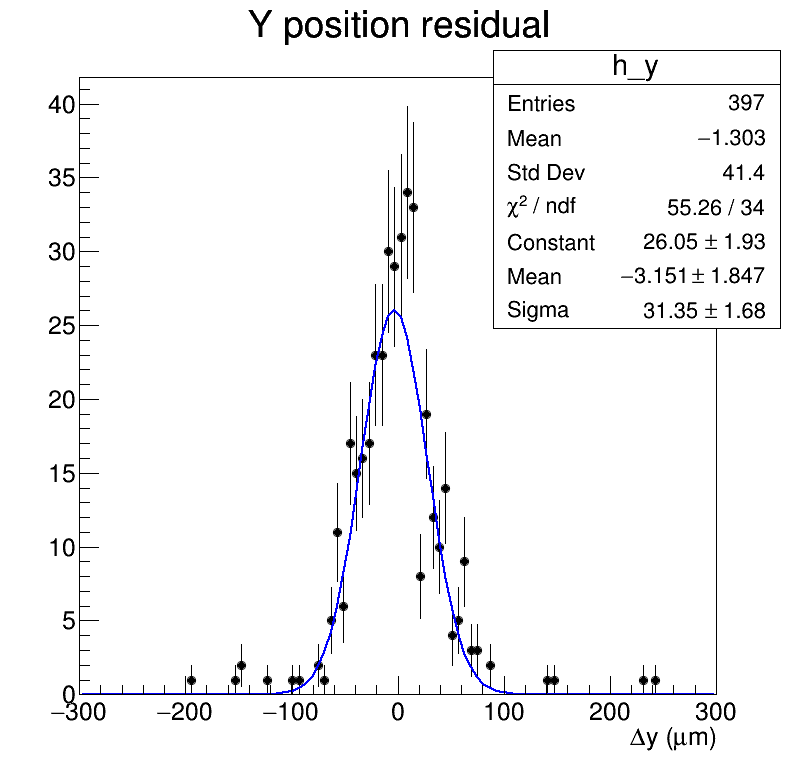 Y position residual
h_y
Entries 397
Mean −1.303
Std Dev 41.4
χ² / ndf 55.26 / 34
Constant 26.05 ± 1.93
Mean −3.151 ± 1.847
Sigma 31.35 ± 1.68
40
35
30
25
20
15
10
5
0
−300 −200 −100 0 100 200 300
Δy (μm)